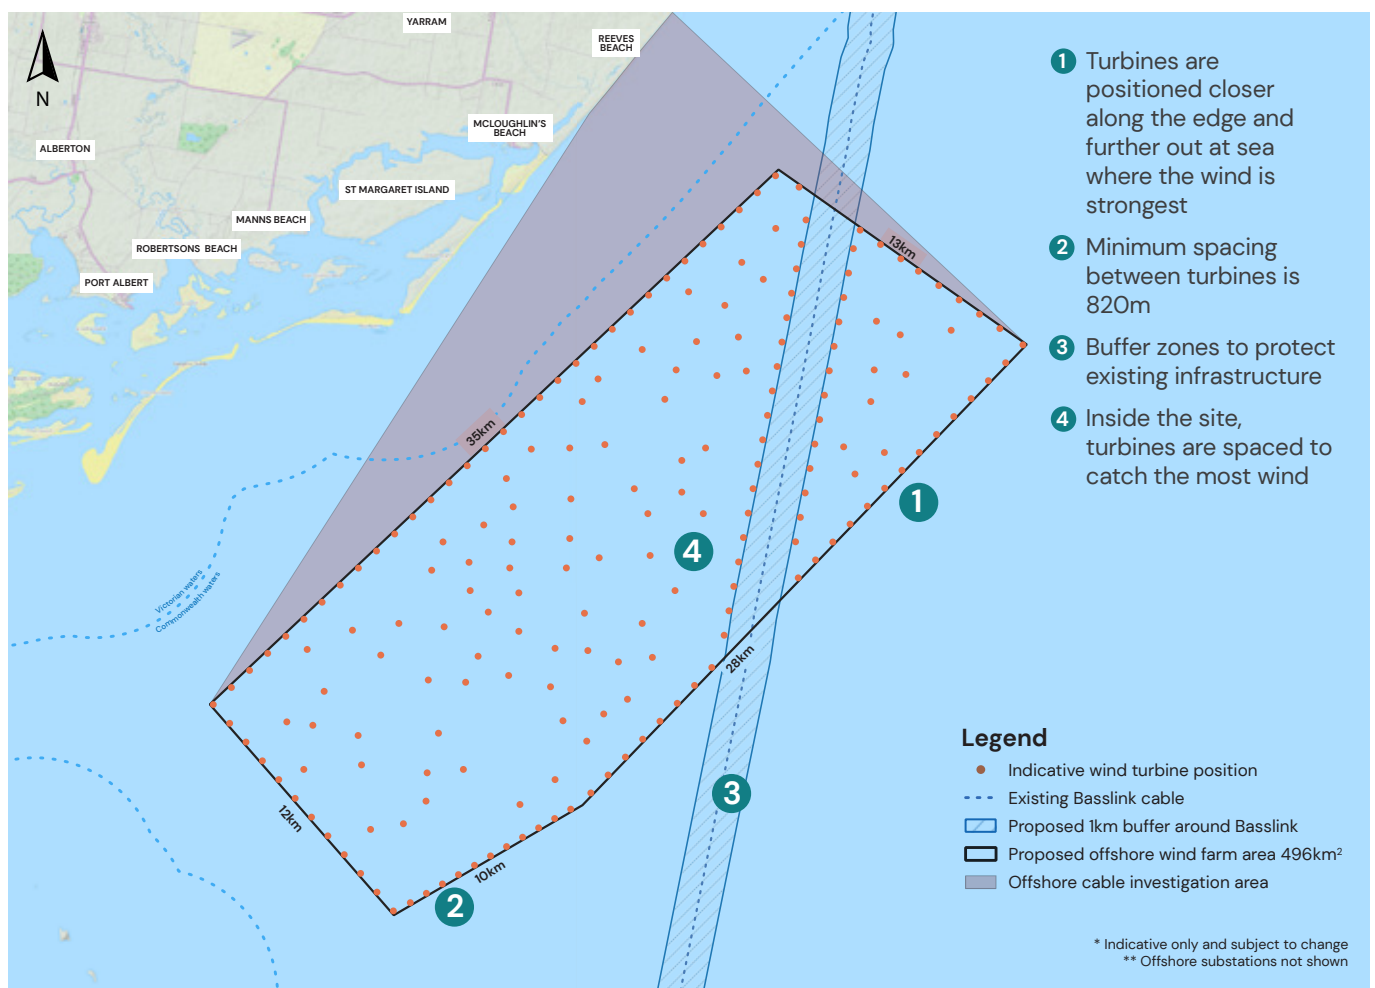 YARRAM
REEVES
BEACH
N
MCLOUGHLIN'S
BEACH
ALBERTON
ST MARGARET ISLAND
MANNS BEACH
ROBERTSONS BEACH
PORT ALBERT
13km
35km
Victorian waters
Commonwealth waters
28km
12km
10km
1
4
3
2
1 Turbines are
positioned closer
along the edge and
further out at sea
where the wind is
strongest
2 Minimum spacing
between turbines is
820m
3 Buffer zones to protect
existing infrastructure
4 Inside the site,
turbines are spaced to
catch the most wind
Legend
Indicative wind turbine position
Existing Basslink cable
Proposed 1km buffer around Basslink
Proposed offshore wind farm area 496km²
Offshore cable investigation area
* Indicative only and subject to change
** Offshore substations not shown